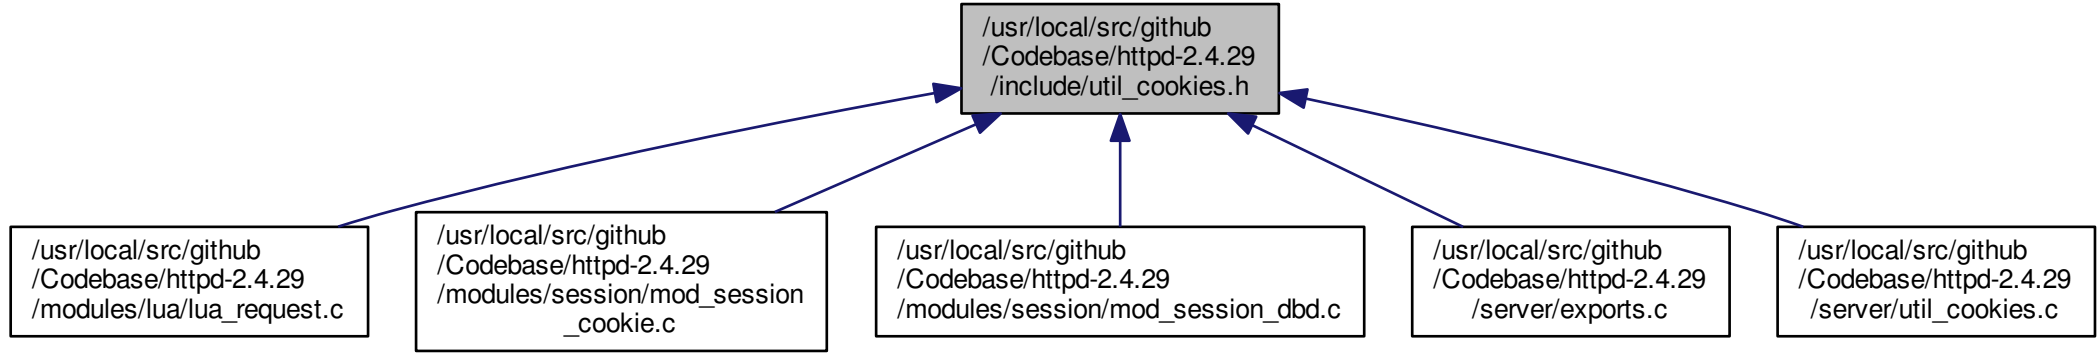 /usr/local/src/github
/Codebase/httpd-2.4.29
/include/util_cookies.h
/usr/local/src/github
/Codebase/httpd-2.4.29
/modules/lua/lua_request.c
/usr/local/src/github
/Codebase/httpd-2.4.29
/modules/session/mod_session
_cookie.c
/usr/local/src/github
/Codebase/httpd-2.4.29
/modules/session/mod_session_dbd.c
/usr/local/src/github
/Codebase/httpd-2.4.29
/server/exports.c
/usr/local/src/github
/Codebase/httpd-2.4.29
/server/util_cookies.c